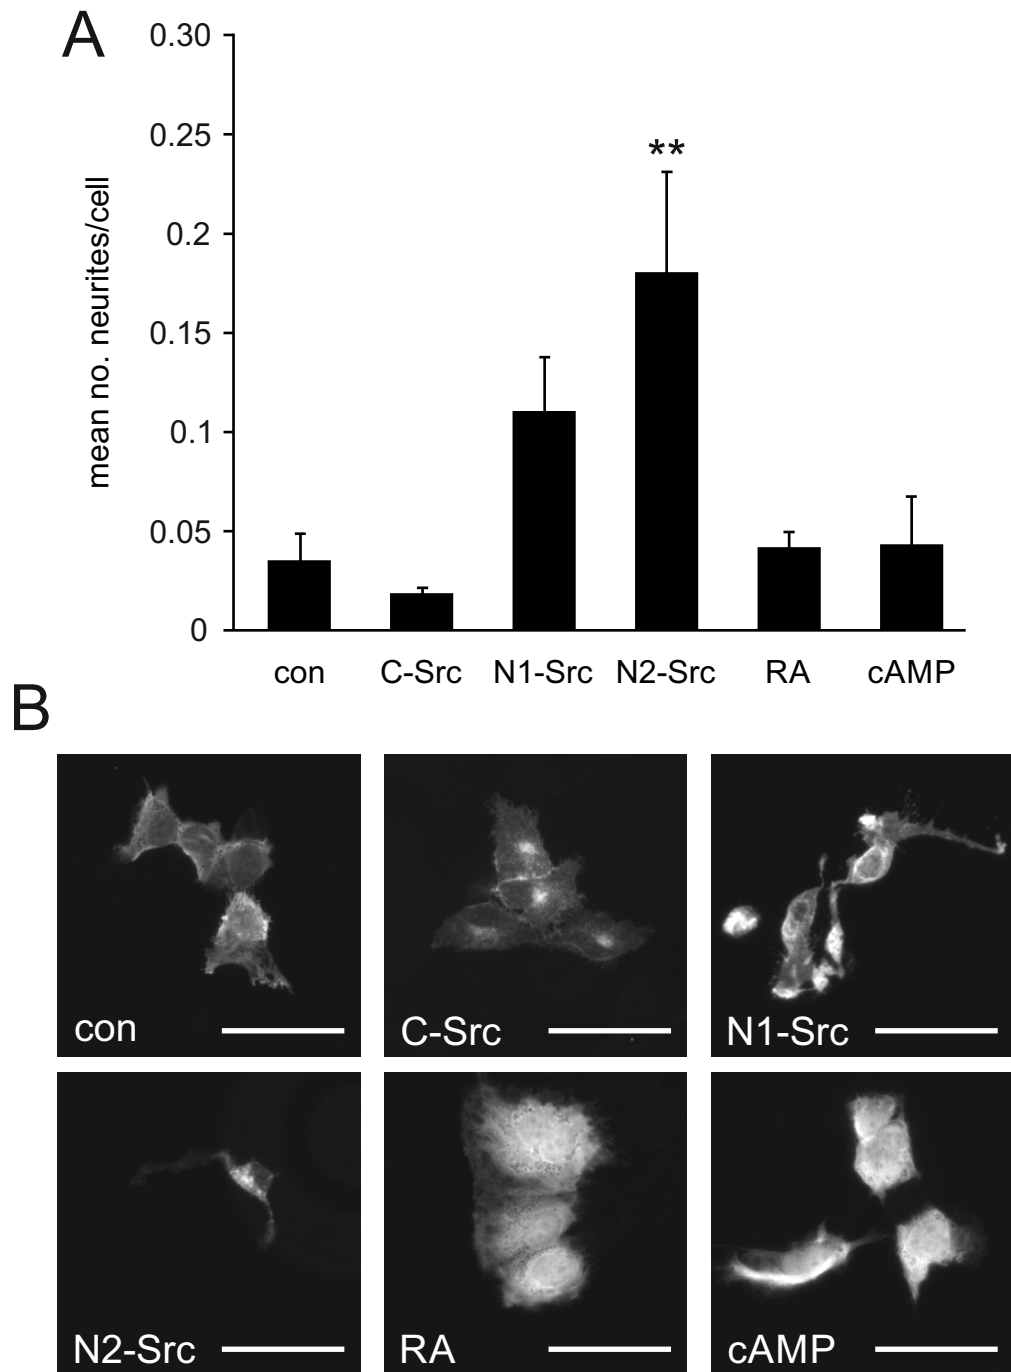 A
0.30
0.25
0.2
0.15
0.1
0.05
0
mean no. neurites/cell
**
con C-Src N1-Src N2-Src RA cAMP
B
con C-Src N1-Src
N2-Src RA cAMP